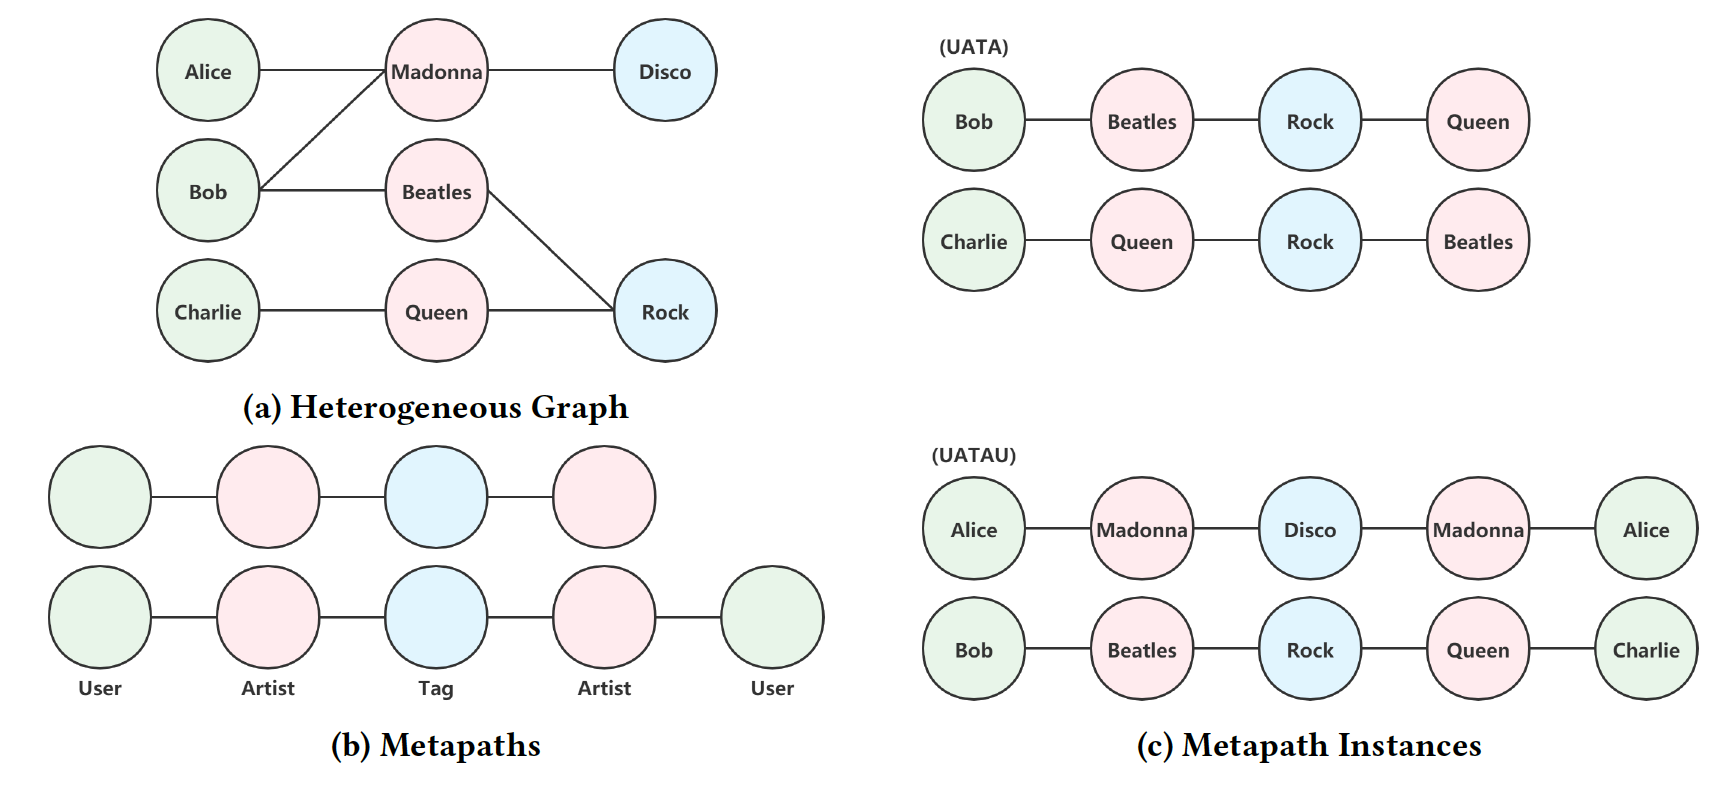 Alice Madonna Disco
Bob Beatles
Charlie Queen Rock
(a) Heterogeneous Graph
User Artist Tag Artist User
(b) Metapaths
(UATA)
Bob Beatles Rock Queen
Charlie Queen Rock Beatles
(UATAU)
Alice Madonna Disco Madonna Alice
Bob Beatles Rock Queen Charlie
(c) Metapath Instances